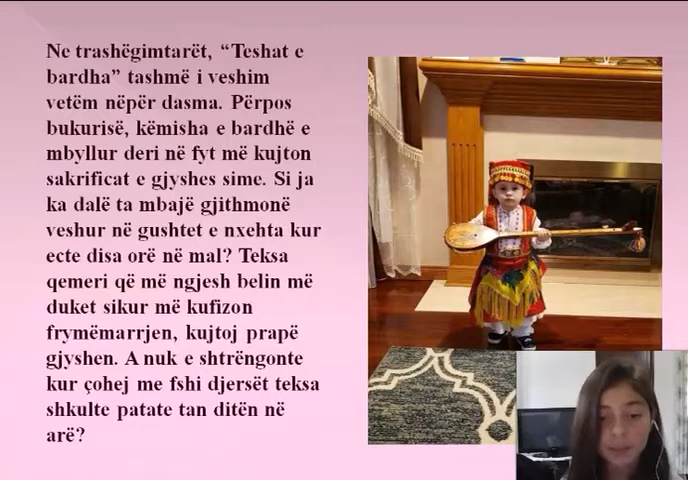 Ne trashëgimtarët, “Teshat e
bardha” tashmë i veshim
vetëm nëpër dasma. Përpos
bukurisë, këmisha e bardhë e
mbyllur deri në fyt më kujton
sakrificat e gjyshes sime. Si ja
ka dalë ta mbajë gjithmonë
veshur në gushtet e nxehta kur
ecte disa orë në mal? Teksa
qemeri që më ngjesh belin më
duket sikur më kufizon
frymëmarrjen, kujtoj prapë
gjyshen. A nuk e shtrëngonte
kur çohej me fshi djersët teksa
shkulte patate tan ditën në
arë?